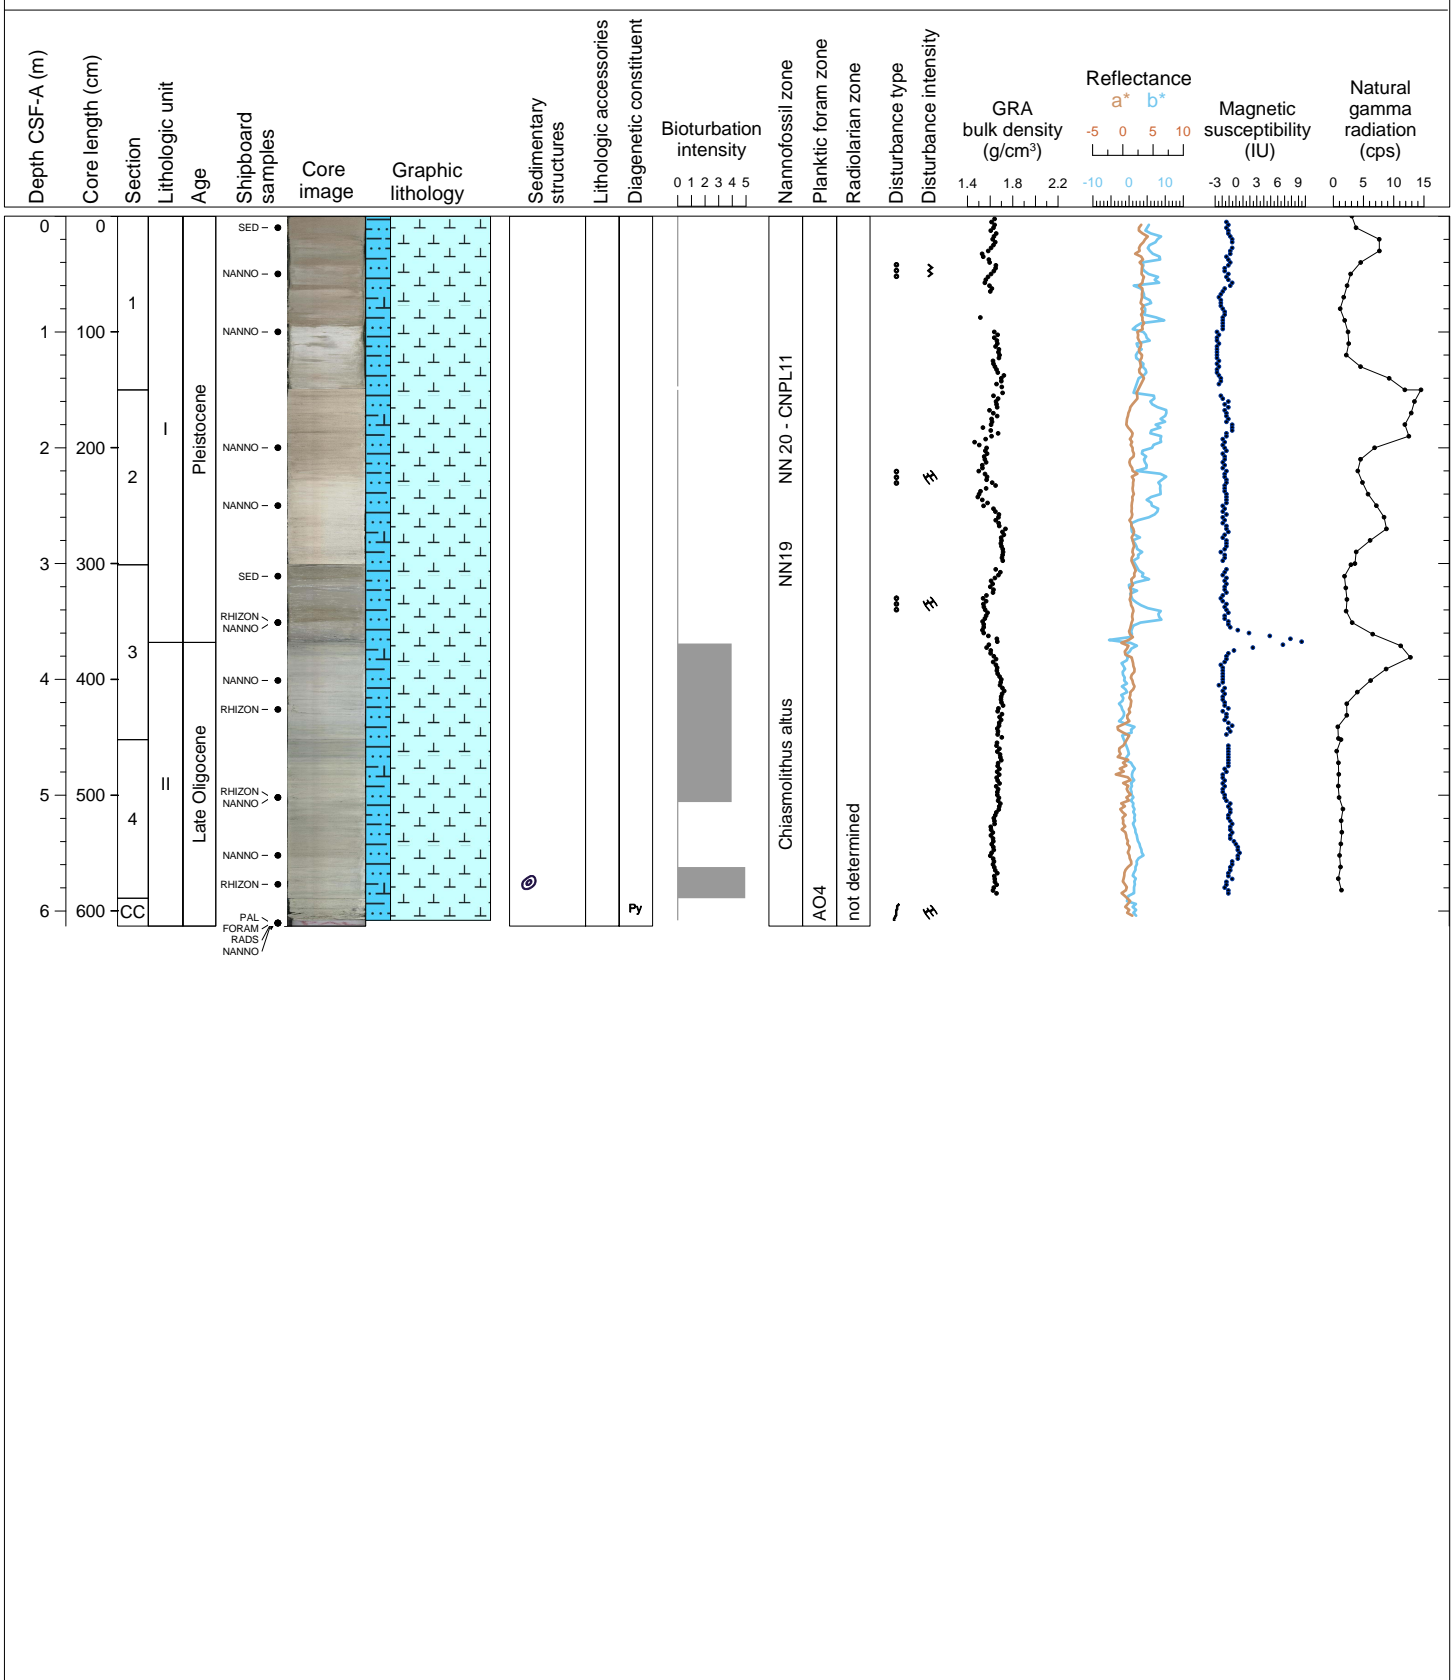 Depth CSF-A (m)
Core length (cm)
Section
Lithologic unit
Age
Shipboard
samples
Core
image
Graphic
lithology
Sedimentary
structures
Lithologic accessories
Diagenetic constituent
Bioturbation
intensity
0 1 2 3 4 5
Nannofossil zone
Planktic foram zone
Radiolarian zone
Disturbance type
Disturbance intensity
GRA
bulk density
(g/cm³)
1.4 1.8 2.2
Reflectance
a* b*
-5 0 5 10
-10 0 10
Magnetic
susceptibility
(IU)
-3 0 3 6 9
Natural
gamma
radiation
(cps)
0 5 10 15
0
1
2
3
4
5
6
0
100
200
300
400
500
600
1
2
3
4
CC
I
II
Pleistocene
Late Oligocene
SED
NANNO
NANNO
NANNO
NANNO
SED
RHIZON
NANNO
NANNO
RHIZON
RHIZON
NANNO
NANNO
RHIZON
PAL
FORAM
RADS
NANNO
Py
NN 20 - CNPL11
NN19
Chiasmolithus altus
AO4
not determined